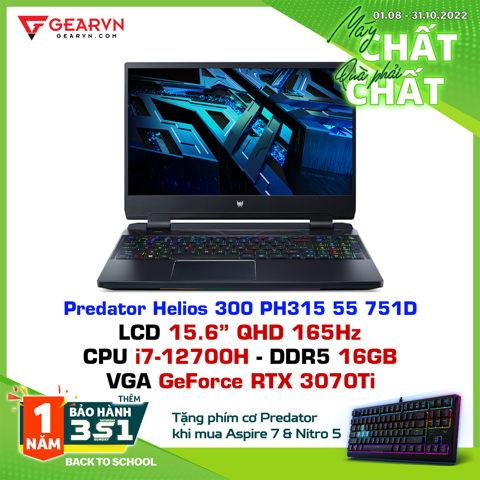 GEARVN
GEARVN.COM
01.08 - 31.10.2022
Máy
CHẤT
Quà phải
CHẤT
Predator Helios 300 PH315 55 751D
LCD 15.6” QHD 165Hz
CPU i7-12700H - DDR5 16GB
VGA GeForce RTX 3070Ti
THÊM
1
NĂM
BẢO HÀNH
3S1
SUNDAY
BACK TO SCHOOL
Tặng phím cơ Predator
khi mua Aspire 7 & Nitro 5